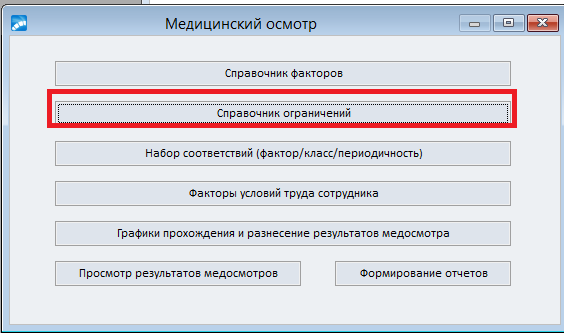 Медицинский осмотр
Справочник факторов
Справочник ограничений
Набор соответствий (фактор/класс/периодичность)
Факторы условий труда сотрудника
Графики прохождения и разнесение результатов медосмотра
Просмотр результатов медосмотров
Формирование отчетов